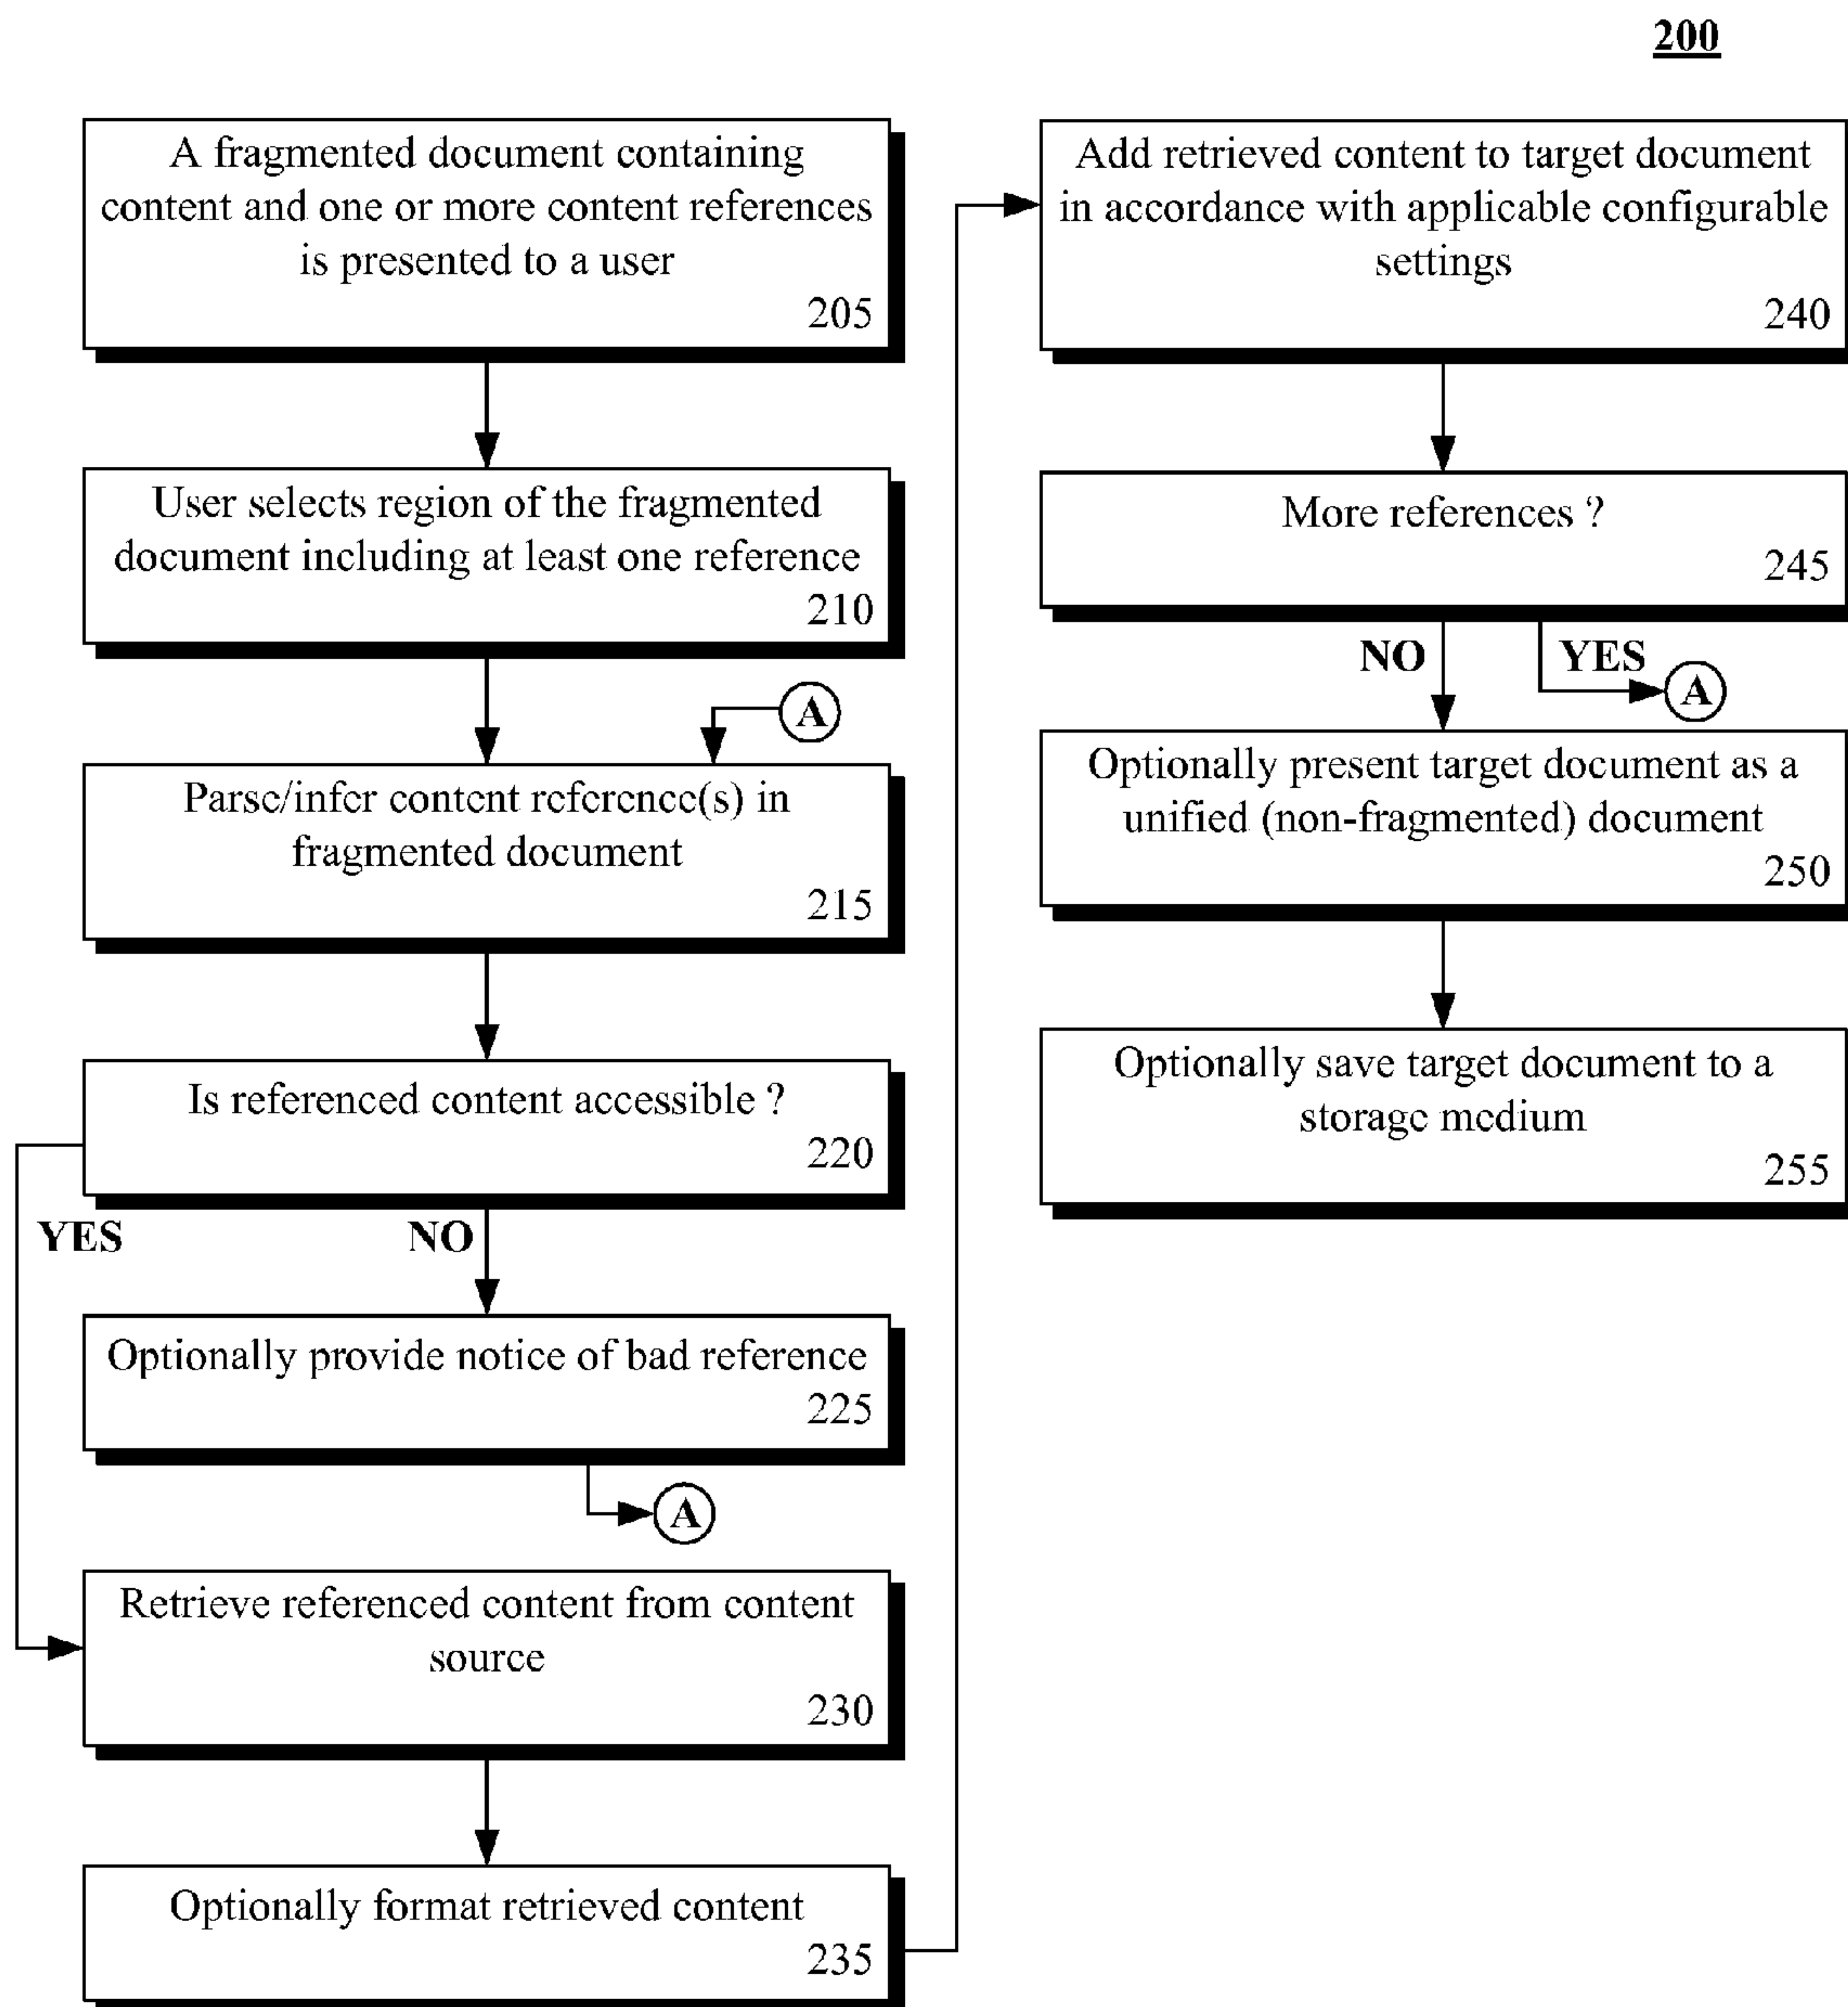 200
A fragmented document containing
content and one or more content references
is presented to a user
205
User selects region of the fragmented
document including at least one reference
210
A
Parse/infer content reference(s) in
fragmented document
215
Is referenced content accessible ?
220
YES
NO
Optionally provide notice of bad reference
225
A
Retrieve referenced content from content
source
230
Optionally format retrieved content
235
Add retrieved content to target document
in accordance with applicable configurable
settings
240
More references ?
245
NO
YES
A
Optionally present target document as a
unified (non-fragmented) document
250
Optionally save target document to a
storage medium
255